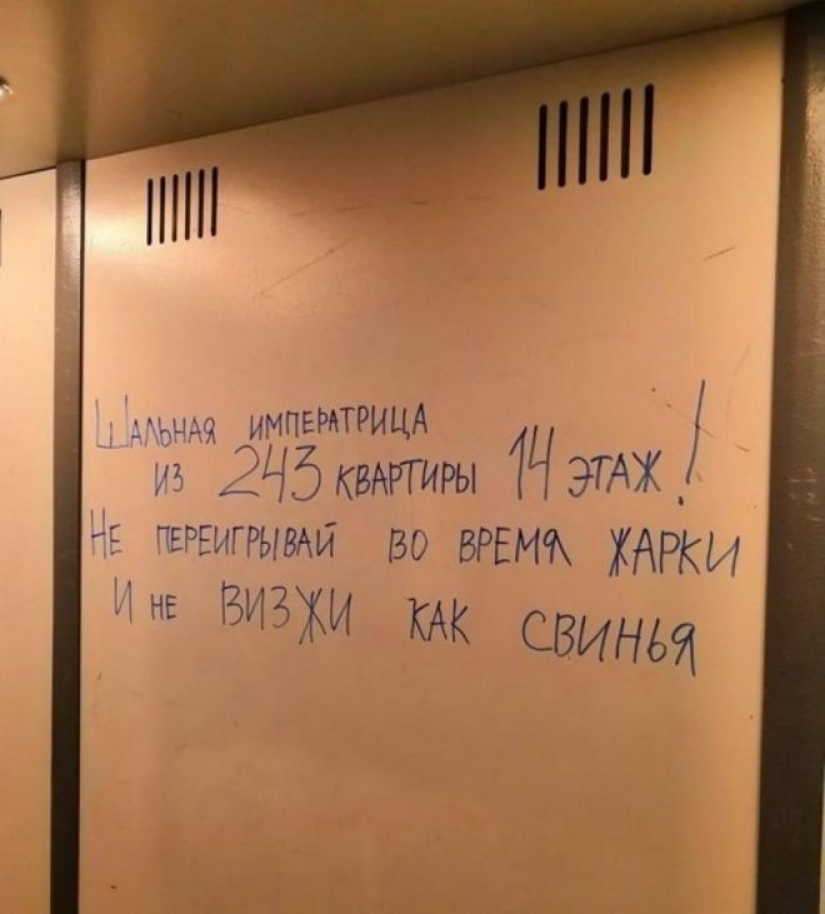 Шальная императрица
из 243 квартиры 14 этаж!
Не переигрывай во время жарки
И не визжи как свинья